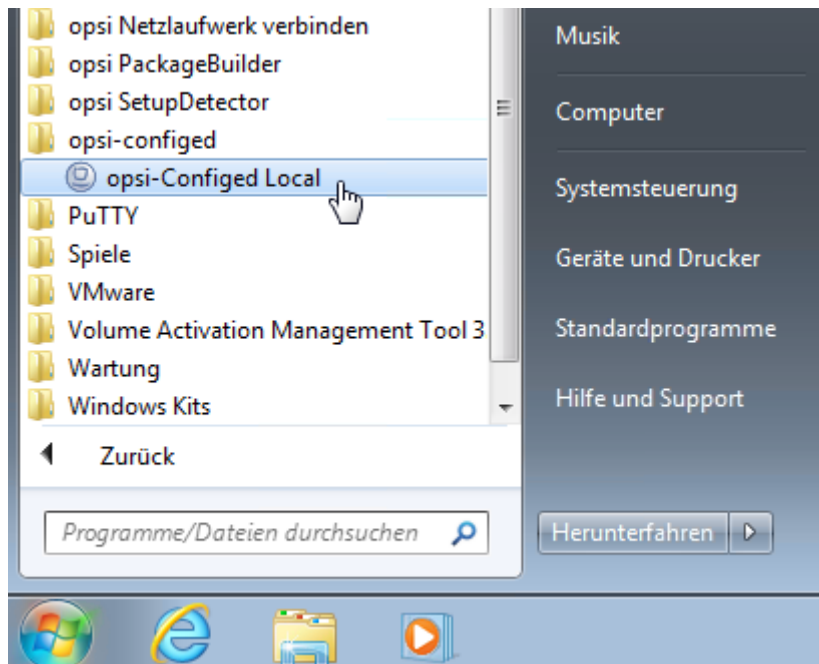 opsi Netzlaufwerk verbinden
opsi PackageBuilder
opsi SetupDetector
opsi-configed
opsi-Configed Local
PuTTY
Spiele
VMware
Volume Activation Management Tool 3
Wartung
Windows Kits
Zurück
Programme/Dateien durchsuchen
Musik
Computer
Systemsteuerung
Geräte und Drucker
Standardprogramme
Hilfe und Support
Herunterfahren